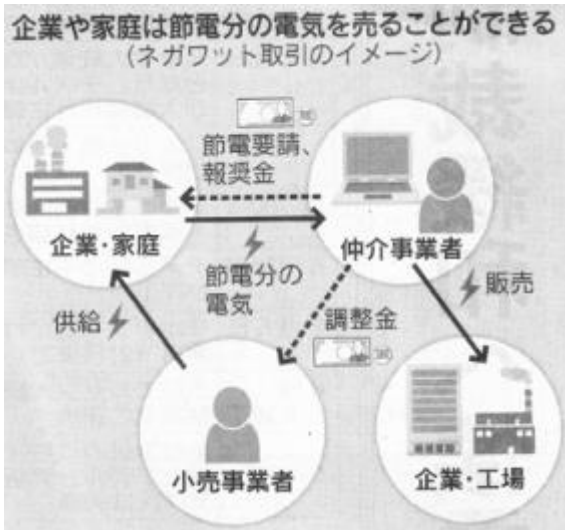 企業や家庭は節電分の電気を売ることができる
(ネガワット取引のイメージ)
節電要請、
報奨金
企業・家庭
仲介事業者
節電分の
電気
販売
供給
調整金
小売事業者
企業・工場